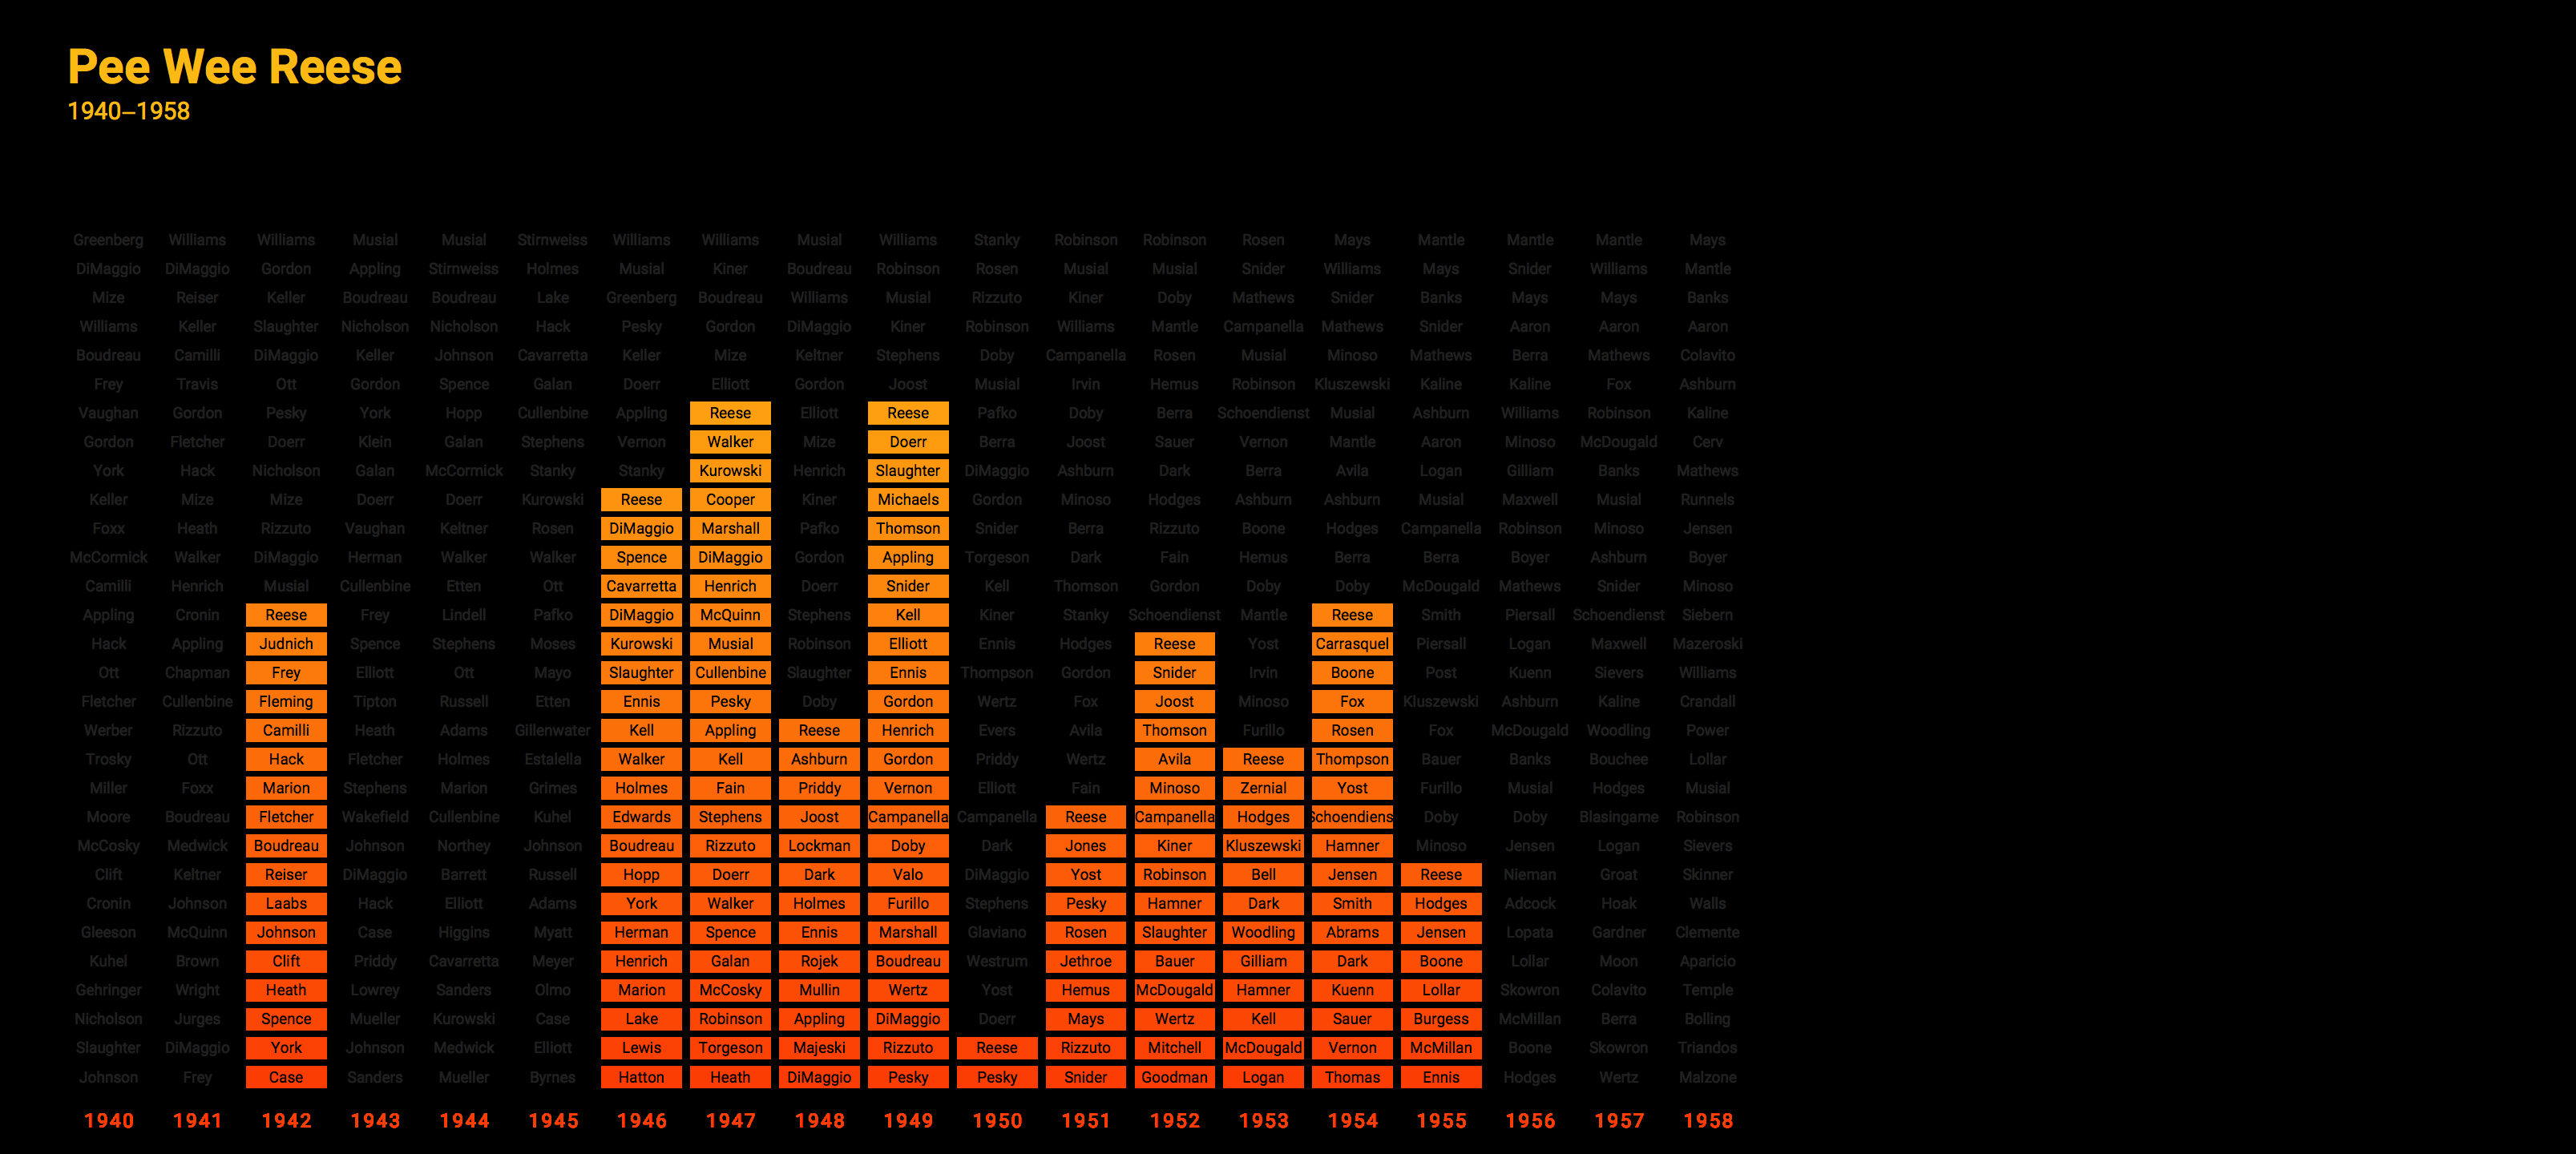 Pee Wee Reese
1940–1958
Greenberg Williams Williams Musial Musial Stirnweiss Williams Williams Musial Williams Stanky Robinson Robinson Rosen Mays Mantle Mantle Mantle Mays
DiMaggio DiMaggio Gordon Appling Stirnweiss Holmes Musial Kiner Boudreau Robinson Rosen Musial Musial Snider Williams Mays Snider Williams Mantle
Mize Reiser Keller Boudreau Boudreau Lake Greenberg Boudreau Williams Musial Rizzuto Kiner Doby Mathews Snider Banks Mays Mays Banks
Williams Keller Slaughter Nicholson Nicholson Hack Pesky Gordon DiMaggio Kiner Robinson Williams Mantle Campanella Mathews Snider Aaron Aaron Aaron
Boudreau Camilli DiMaggio Keller Johnson Cavarretta Keller Mize Keltner Stephens Doby Campanella Rosen Musial Minoso Mathews Berra Mathews Colavito
Frey Travis Ott Gordon Spence Galan Doerr Elliott Gordon Joost Musial Irvin Hemus Robinson Kluszewski Kaline Kaline Fox Ashburn
Vaughan Gordon Pesky York Hopp Cullenbine Appling Reese Elliott Reese Pafko Doby Berra Schoendienst Musial Ashburn Williams Robinson Kaline
Gordon Fletcher Doerr Klein Galan Stephens Vernon Walker Mize Doerr Berra Joost Sauer Vernon Mantle Aaron Minoso McDougald Cerv
York Hack Nicholson Galan McCormick Stanky Stanky Kurowski Henrich Slaughter DiMaggio Ashburn Dark Berra Avila Logan Gilliam Banks Mathews
Keller Mize Mize Doerr Doerr Kurowski Reese Cooper Kiner Michaels Gordon Minoso Hodges Ashburn Ashburn Musial Maxwell Musial Runnels
Foxx Heath Rizzuto Vaughan Keltner Rosen DiMaggio Marshall Pafko Thomson Snider Berra Rizzuto Boone Hodges Campanella Robinson Minoso Jensen
McCormick Walker DiMaggio Herman Walker Walker Spence DiMaggio Gordon Appling Torgeson Dark Fain Hemus Berra Berra Boyer Ashburn Boyer
Camilli Henrich Musial Cullenbine Etten Ott Cavarretta Henrich Doerr Snider Kell Thomson Gordon Doby Doby McDougald Mathews Snider Minoso
Appling Cronin Reese Frey Lindell Pafko DiMaggio McQuinn Stephens Kell Kiner Stanky Schoendienst Mantle Reese Smith Piersall Schoendienst Siebern
Hack Appling Judnich Spence Stephens Moses Kurowski Musial Robinson Elliott Ennis Hodges Reese Yost Carrasquel Piersall Logan Maxwell Mazeroski
Ott Chapman Frey Elliott Ott Mayo Slaughter Cullenbine Slaughter Ennis Thompson Gordon Snider Irvin Boone Post Kuenn Sievers Williams
Fletcher Cullenbine Fleming Tipton Russell Etten Ennis Pesky Doby Gordon Wertz Fox Joost Minoso Fox Kluszewski Ashburn Kaline Crandall
Werber Rizzuto Camilli Heath Adams Gillenwater Kell Appling Reese Henrich Evers Avila Thomson Furillo Rosen Fox McDougald Woodling Power
Trosky Ott Hack Fletcher Holmes Estalella Walker Kell Ashburn Gordon Priddy Wertz Avila Reese Thompson Bauer Banks Bouchee Lollar
Miller Foxx Marion Stephens Marion Grimes Holmes Fain Priddy Vernon Elliott Fain Minoso Zernial Yost Furillo Musial Hodges Musial
Moore Boudreau Fletcher Wakefield Cullenbine Kuhel Edwards Stephens Joost Campanella Campanella Reese Campanella Hodges Schoendiens Doby Doby Blasingame Robinson
McCosky Medwick Boudreau Johnson Northey Johnson Boudreau Rizzuto Lockman Doby Dark Jones Kiner Kluszewski Hamner Minoso Jensen Logan Sievers
Clift Keltner Reiser DiMaggio Barrett Russell Hopp Doerr Dark Valo DiMaggio Yost Robinson Bell Jensen Reese Nieman Groat Skinner
Cronin Johnson Laabs Hack Elliott Adams York Walker Holmes Furillo Stephens Pesky Hamner Dark Smith Hodges Adcock Hoak Walls
Gleeson McQuinn Johnson Case Higgins Myatt Herman Spence Ennis Marshall Glaviano Rosen Slaughter Woodling Abrams Jensen Lopata Gardner Clemente
Kuhel Brown Clift Priddy Cavarretta Meyer Henrich Galan Rojek Boudreau Westrum Jethroe Bauer Gilliam Dark Boone Lollar Moon Aparicio
Gehringer Wright Heath Lowrey Sanders Olmo Marion McCosky Mullin Wertz Yost Hemus McDougald Hamner Kuenn Lollar Skowron Colavito Temple
Nicholson Jurges Spence Mueller Kurowski Case Lake Robinson Appling DiMaggio Doerr Mays Wertz Kell Sauer Burgess McMillan Berra Bolling
Slaughter DiMaggio York Johnson Medwick Elliott Lewis Torgeson Majeski Rizzuto Reese Rizzuto Mitchell McDougald Vernon McMillan Boone Skowron Triandos
Johnson Frey Case Sanders Mueller Byrnes Hatton Heath DiMaggio Pesky Pesky Snider Goodman Logan Thomas Ennis Hodges Wertz Malzone
1940 1941 1942 1943 1944 1945 1946 1947 1948 1949 1950 1951 1952 1953 1954 1955 1956 1957 1958